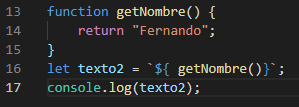 13 function getNombre() {
14     return "Fernando";
15 }
16 let texto2 = `${ getNombre()}`;
17 console.log(texto2);